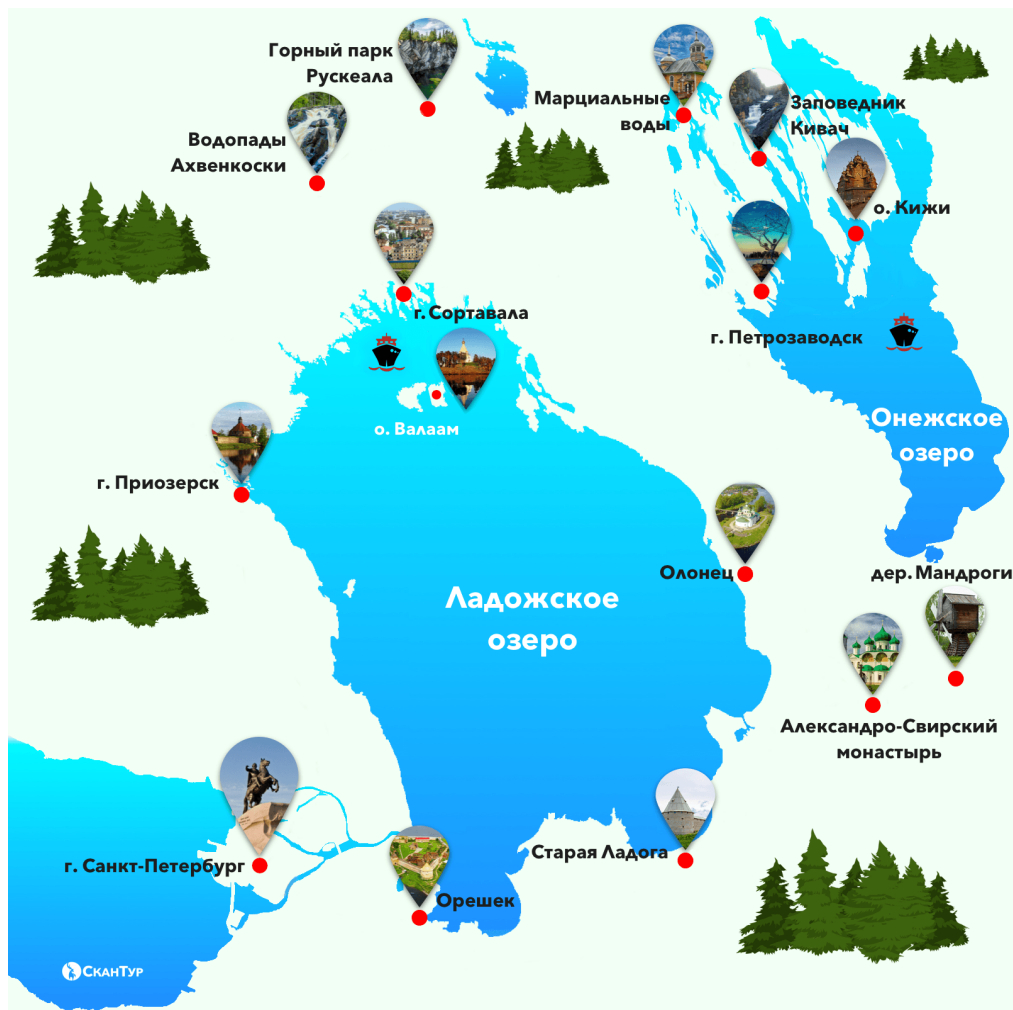 Горный парк
Рускеала
Марциальные
воды
Заповедник
Кивач
Водопады
Ахвенкоски
о. Кижи
г. Сортавала
г. Петрозаводск
Онежское
озеро
о. Валаам
г. Приозерск
Олонец
дер. Мандроги
Ладожское
озеро
Александро-Свирский
монастырь
Старая Ладога
г. Санкт-Петербург
Орешек
СканТур